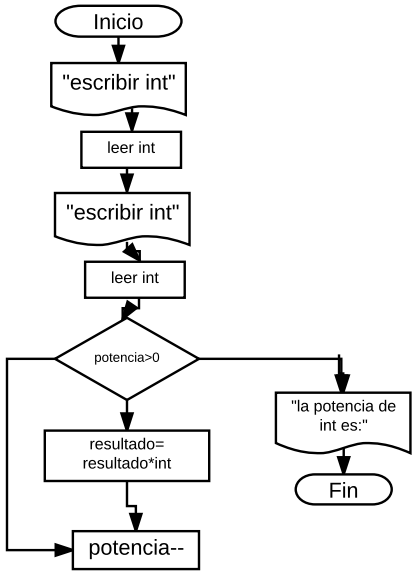 Inicio
"escribir int"
leer int
"escribir int"
leer int
potencia>0
resultado=
resultado*int
potencia--
"la potencia de
int es:"
Fin